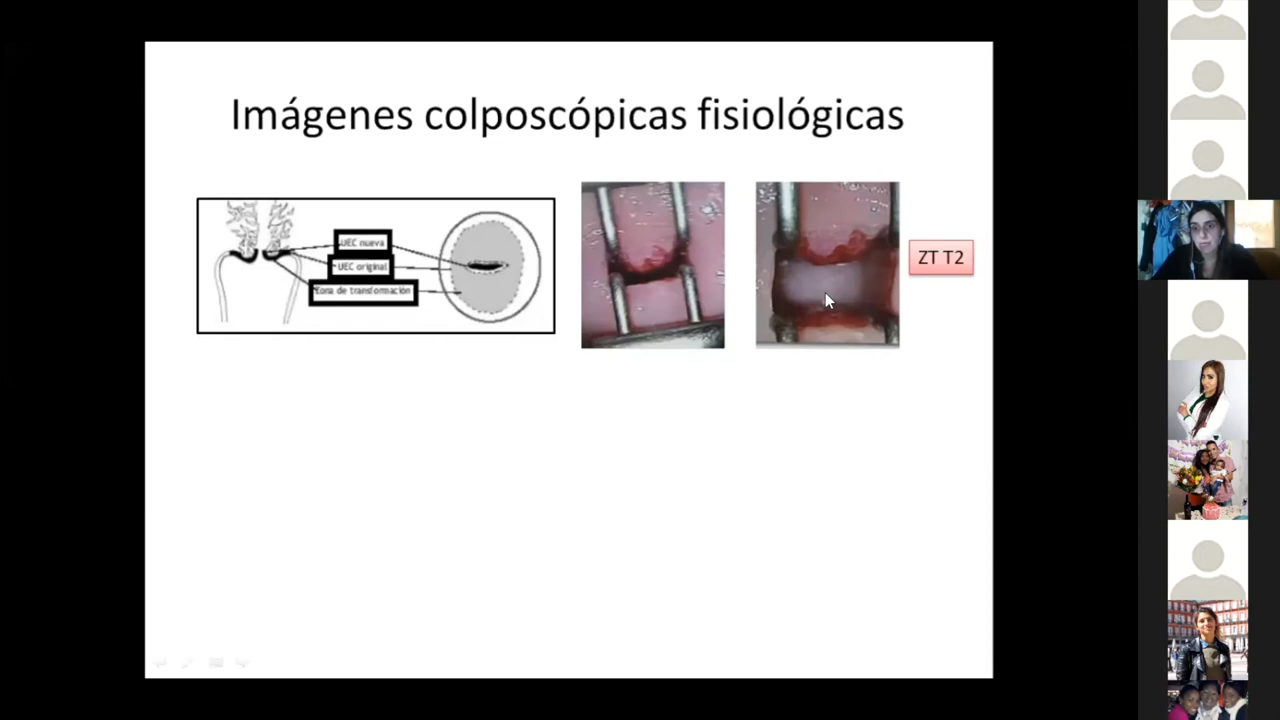 Imágenes colposcópicas fisiológicas
UEC nueva
UEC original
Zona de transformación
ZT T2